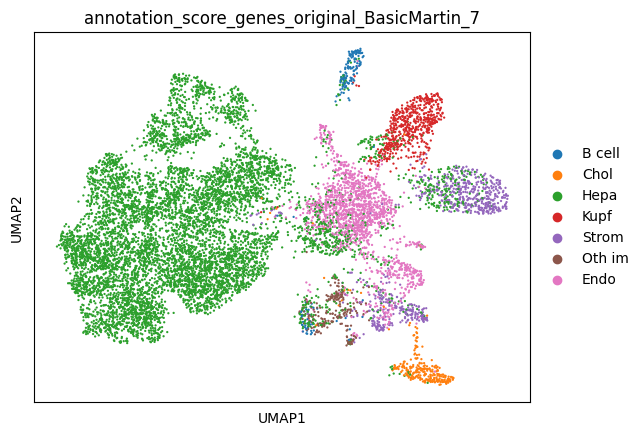 annotation_score_genes_original_BasicMartin_7
UMAP2
UMAP1
B cell
Chol
Hepa
Kupf
Strom
Oth im
Endo